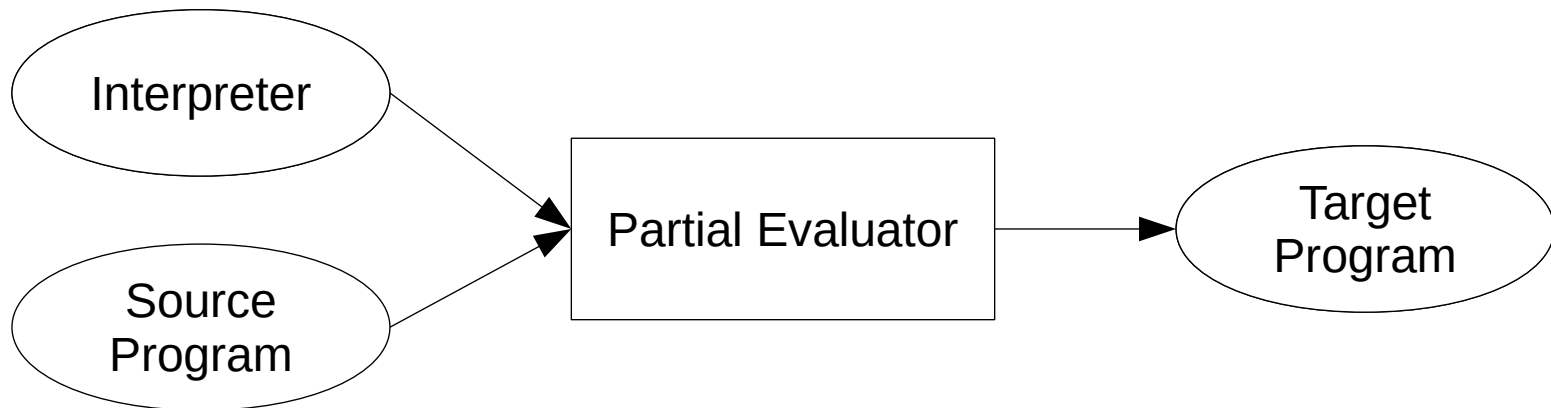 Interpreter
Source
Program
Partial Evaluator
Target
Program